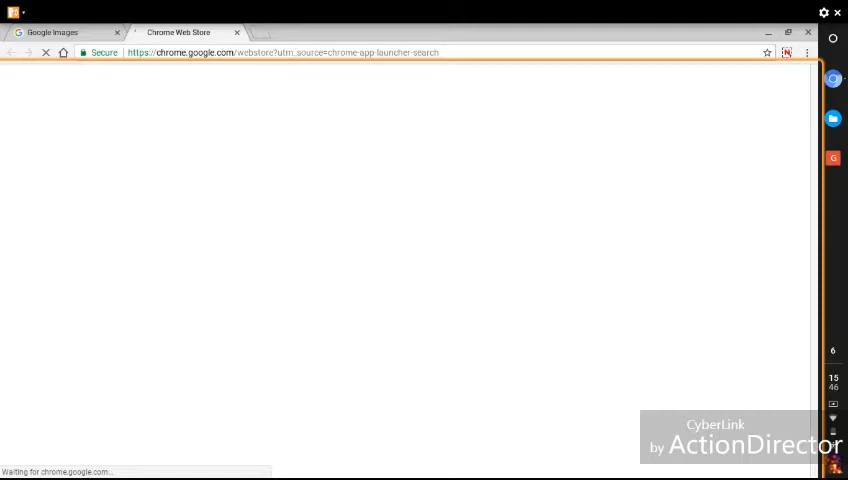 Google Images
Chrome Web Store
Secure
https://chrome.google.com/webstore?utm_source=chrome-app-launcher-search
N
G
6
15
46
CyberLink
by ActionDirector
Waiting for chrome.google.com...